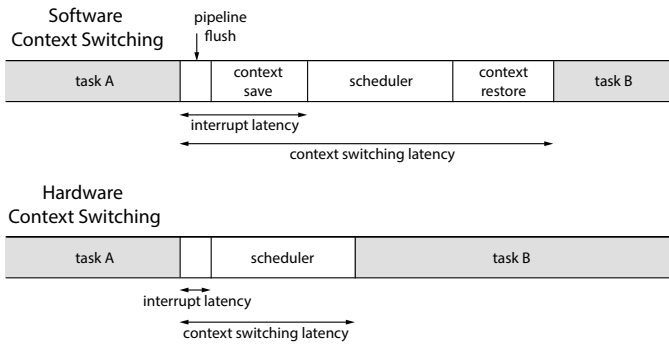 Software
Context Switching
pipeline
flush
task A
context
save
scheduler
context
restore
task B
interrupt latency
context switching latency
Hardware
Context Switching
task A
scheduler
task B
interrupt latency
context switching latency